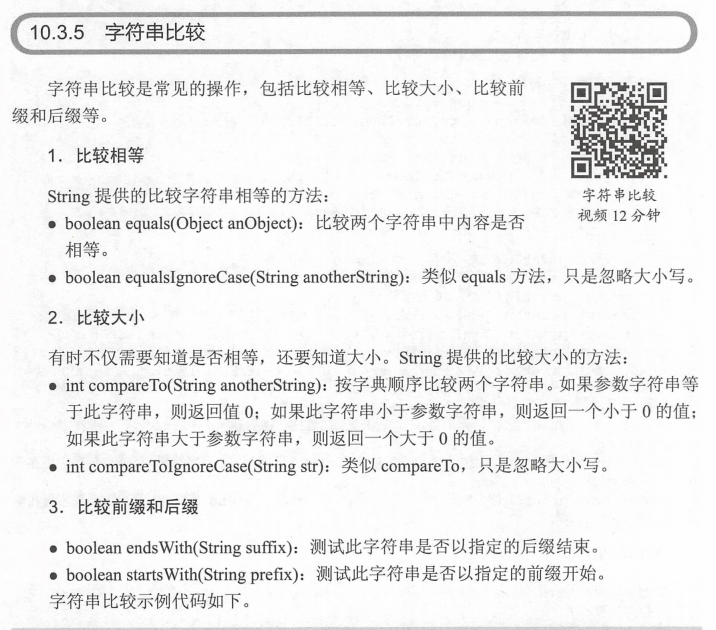 10.3.5 字符串比较
字符串比较是常见的操作，包括比较相等、比较大小、比较前
缀和后缀等。
1．比较相等
String 提供的比较字符串相等的方法：
● boolean equals(Object anObject)：比较两个字符串中内容是否
相等。
● boolean equalsIgnoreCase(String anotherString)：类似 equals 方法，只是忽略大小写。
字符串比较
视频 12 分钟
2．比较大小
有时不仅需要知道是否相等，还要知道大小。String 提供的比较大小的方法：
● int compareTo(String anotherString)：按字典顺序比较两个字符串。如果参数字符串等
于此字符串，则返回值 0；如果此字符串小于参数字符串，则返回一个小于 0 的值；
如果此字符串大于参数字符串，则返回一个大于 0 的值。
● int compareToIgnoreCase(String str)：类似 compareTo，只是忽略大小写。
3．比较前缀和后缀
● boolean endsWith(String suffix)：测试此字符串是否以指定的后缀结束。
● boolean startsWith(String prefix)：测试此字符串是否以指定的前缀开始。
字符串比较示例代码如下。